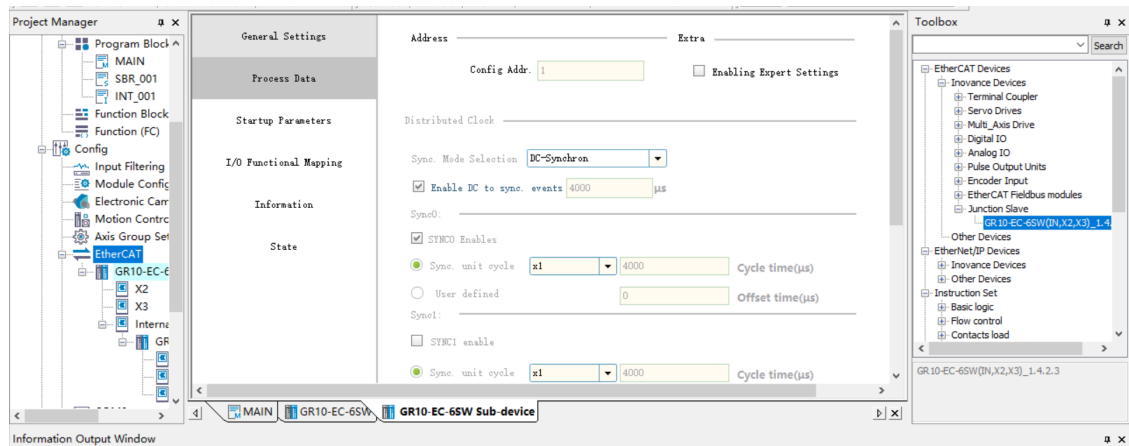 Project Manager
Program Block
MAIN
SBR_001
INT_001
Function Block
Function (FC)
Config
Input Filtering
Module Config
Electronic Cam
Motion Contrc
Axis Group Set
EtherCAT
GR10-EC-6
X2
X3
Interna
GR
General Settings
Process Data
Startup Parameters
I/O Functional Mapping
Information
State
Address
Extra
Config Addr. 1
Enabling Expert Settings
Distributed Clock
Sync. Mode Selection DC-Synchron
Enable DC to sync. events 4000 µs
Sync0:
SYNC0 Enables
Sync. unit cycle x1 4000 Cycle time(µs)
User defined 0 Offset time(µs)
Sync1:
SYNC1 enable
Sync. unit cycle x1 4000 Cycle time(µs)
MAIN GR10-EC-6SW GR10-EC-6SW Sub-device
Toolbox
Search
EtherCAT Devices
Inovance Devices
Terminal Coupler
Servo Drives
Multi_Axis Drive
Digital IO
Analog IO
Pulse Output Units
Encoder Input
EtherCAT Fieldbus modules
Junction Slave
GR10-EC-6SW(IN,X2,X3)_1.4.
Other Devices
EtherNet/IP Devices
Inovance Devices
Other Devices
Instruction Set
Basic logic
Flow control
Contacts load
GR10-EC-6SW(IN,X2,X3)_1.4.2.3
Information Output Window